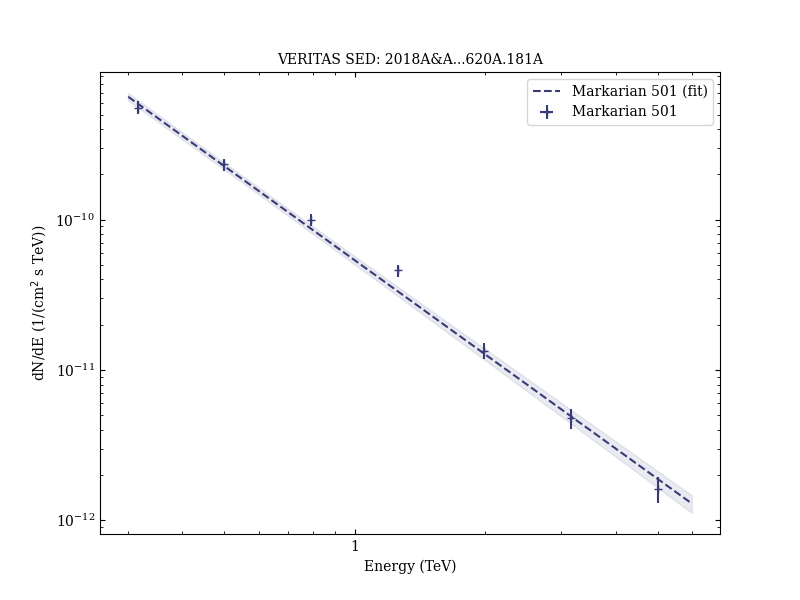 VERITAS SED: 2018A&A...620A.181A
Markarian 501 (fit)
Markarian 501
dN/dE (1/(cm² s TeV))
10⁻¹⁰
10⁻¹¹
10⁻¹²
1
Energy (TeV)